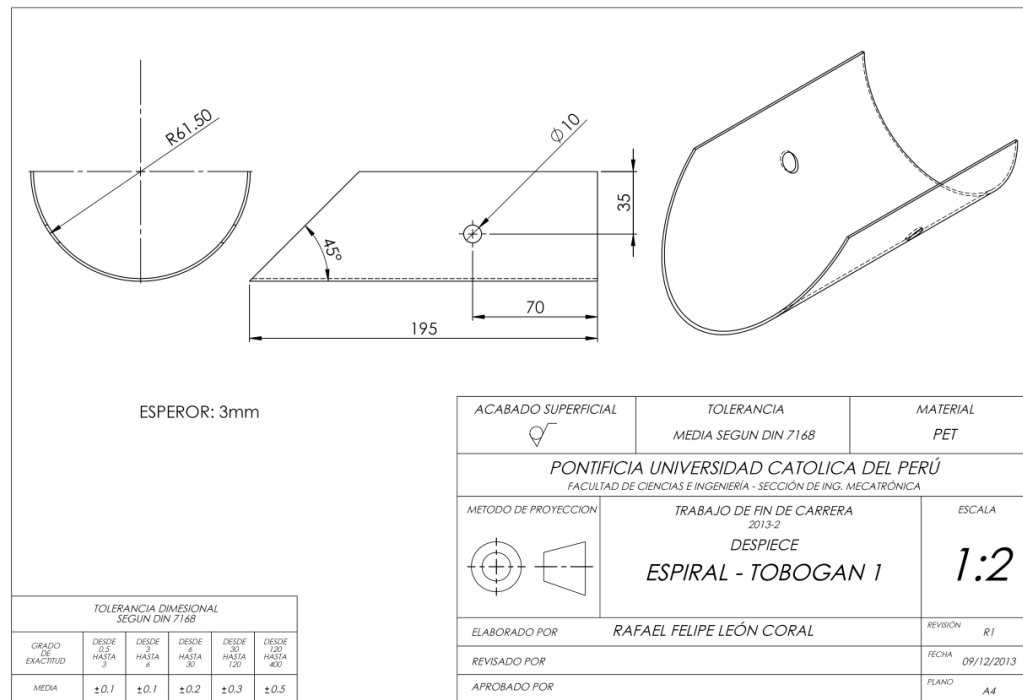 R61.50
Ø10
35
45°
70
195
ESPEROR: 3mm
ACABADO SUPERFICIAL
TOLERANCIA
MEDIA SEGUN DIN 7168
MATERIAL
PET
PONTIFICIA UNIVERSIDAD CATOLICA DEL PERÚ
FACULTAD DE CIENCIAS E INGENIERÍA - SECCIÓN DE ING. MECATRÓNICA
METODO DE PROYECCION
TRABAJO DE FIN DE CARRERA
2013-2
DESPIECE
ESPIRAL - TOBOGAN 1
ESCALA
1:2
ELABORADO POR
RAFAEL FELIPE LEÓN CORAL
REVISIÓN
R1
REVISADO POR
FECHA
09/12/2013
APROBADO POR
PLANO
A4
TOLERANCIA DIMESIONAL
SEGUN DIN 7168
GRADO
DE
EXACTITUD
DESDE
0.5
HASTA
3
DESDE
3
HASTA
6
DESDE
6
HASTA
30
DESDE
30
HASTA
120
DESDE
120
HASTA
400
MEDIA
±0.1
±0.1
±0.2
±0.3
±0.5